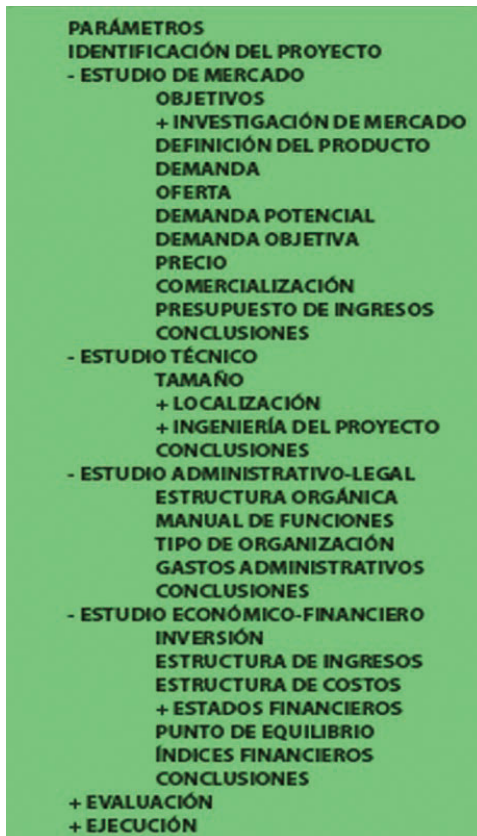 PARÁMETROS
IDENTIFICACIÓN DEL PROYECTO
- ESTUDIO DE MERCADO
OBJETIVOS
+ INVESTIGACIÓN DE MERCADO
DEFINICIÓN DEL PRODUCTO
DEMANDA
OFERTA
DEMANDA POTENCIAL
DEMANDA OBJETIVA
PRECIO
COMERCIALIZACIÓN
PRESUPUESTO DE INGRESOS
CONCLUSIONES
- ESTUDIO TÉCNICO
TAMAÑO
+ LOCALIZACIÓN
+ INGENIERÍA DEL PROYECTO
CONCLUSIONES
- ESTUDIO ADMINISTRATIVO-LEGAL
ESTRUCTURA ORGÁNICA
MANUAL DE FUNCIONES
TIPO DE ORGANIZACIÓN
GASTOS ADMINISTRATIVOS
CONCLUSIONES
- ESTUDIO ECONÓMICO-FINANCIERO
INVERSIÓN
ESTRUCTURA DE INGRESOS
ESTRUCTURA DE COSTOS
+ ESTADOS FINANCIEROS
PUNTO DE EQUILIBRIO
ÍNDICES FINANCIEROS
CONCLUSIONES
+ EVALUACIÓN
+ EJECUCIÓN